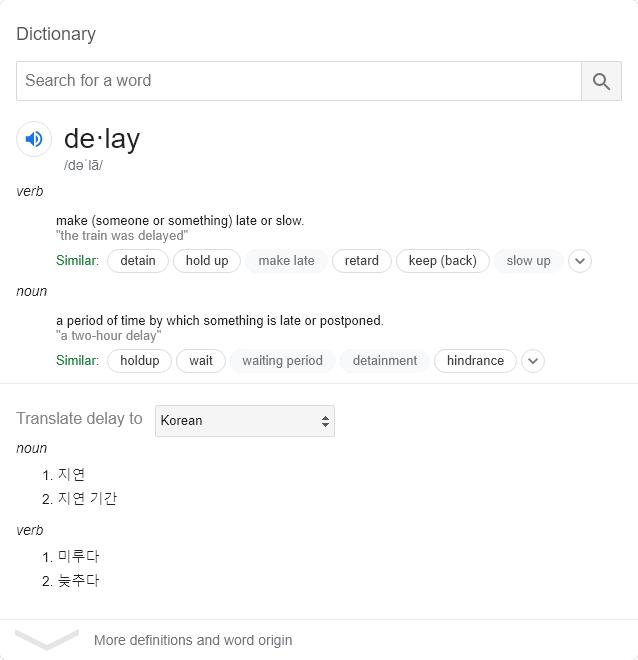 Dictionary
Search for a word
de·lay
/dəˈlā/
verb
make (someone or something) late or slow.
"the train was delayed"
Similar: detain hold up make late retard keep (back) slow up
noun
a period of time by which something is late or postponed.
"a two-hour delay"
Similar: holdup wait waiting period detainment hindrance
Translate delay to Korean
noun
1. 지연
2. 지연 기간
verb
1. 미루다
2. 늦추다
More definitions and word origin